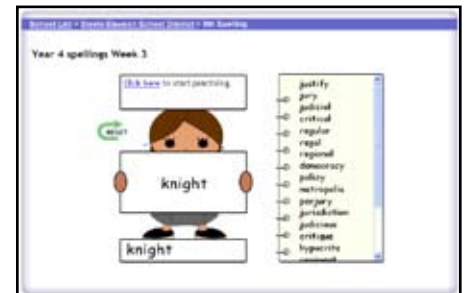 Year 4 spellings Week 3
Click here to start practising.
RESET
knight
knight
justify
jury
judicial
critical
regular
regal
regional
democracy
policy
metropolis
perjury
jurisdiction
judicious
critique
hypocrite